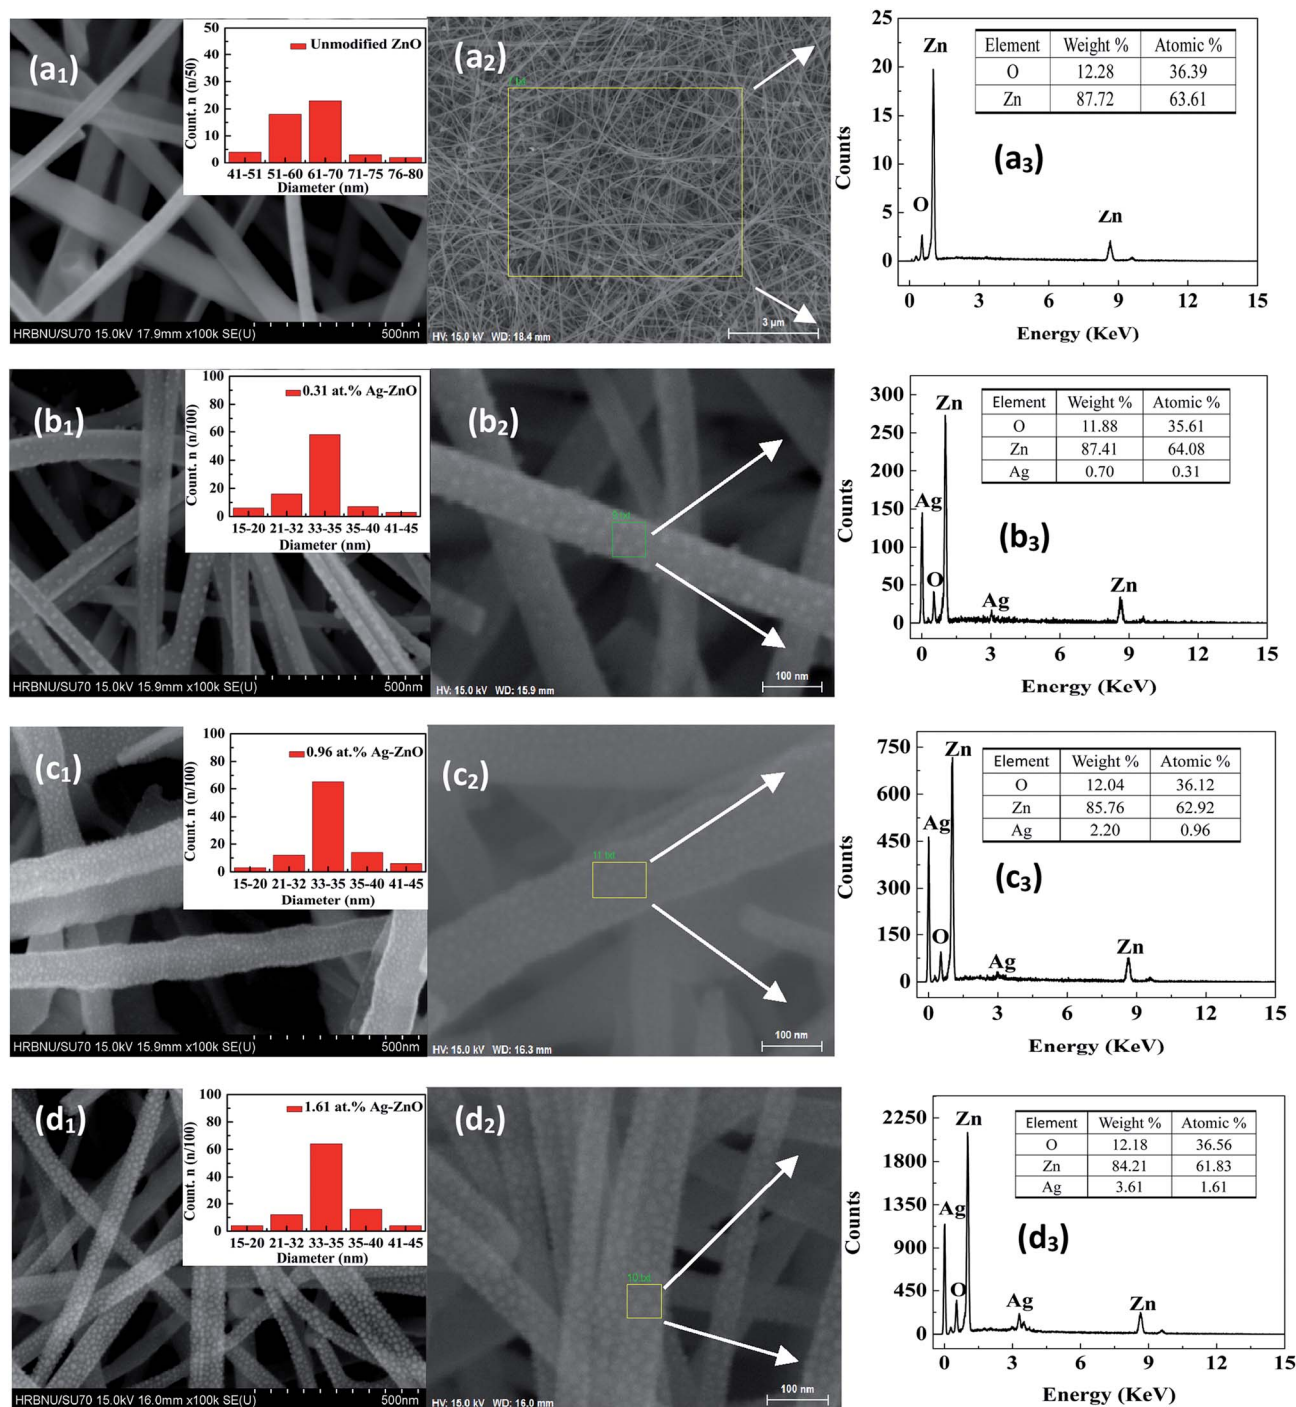 (a1)
50
40
30
20
10
0
Count. n (n/50)
Unmodified ZnO
41-51 51-60 61-70 71-75 76-80
Diameter (nm)
HRBNU/SU70 15.0kV 17.9mm x100k SE(U)
500nm
(a2)
HV: 15.0 kV WD: 18.4 mm
3 µm
25
20
15
10
5
0
Counts
Zn
O
Zn
Element Weight % Atomic %
O 12.28 36.39
Zn 87.72 63.61
(a3)
0 3 6 9 12 15
Energy (KeV)
(b1)
100
80
60
40
20
0
Count. n (n/100)
0.31 at.% Ag-ZnO
15-20 21-32 33-35 35-40 41-45
Diameter (nm)
HRBNU/SU70 15.0kV 15.9mm x100k SE(U)
500nm
(b2)
HV: 15.0 kV WD: 15.9 mm
100 nm
300
250
200
150
100
50
0
Counts
Zn
Ag
O
Ag
Zn
Element Weight % Atomic %
O 11.88 35.61
Zn 87.41 64.08
Ag 0.70 0.31
(b3)
0 3 6 9 12 15
Energy (KeV)
(c1)
100
80
60
40
20
0
Count. n (n/100)
0.96 at.% Ag-ZnO
15-20 21-32 33-35 35-40 41-45
Diameter (nm)
HRBNU/SU70 15.0kV 15.9mm x100k SE(U)
500nm
(c2)
11.txt
HV: 15.0 kV WD: 16.3 mm
100 nm
750
600
450
300
150
0
Counts
Zn
Ag
O
Ag
Zn
Element Weight % Atomic %
O 12.04 36.12
Zn 85.76 62.92
Ag 2.20 0.96
(c3)
0 3 6 9 12 15
Energy (KeV)
(d1)
100
80
60
40
20
0
Count. n (n/100)
1.61 at.% Ag-ZnO
15-20 21-32 33-35 35-40 41-45
Diameter (nm)
HRBNU/SU70 15.0kV 16.0mm x100k SE(U)
500nm
(d2)
10.txt
HV: 15.0 kV WD: 16.0 mm
100 nm
2250
1800
1350
900
450
0
Counts
Zn
Ag
O
Ag
Zn
Element Weight % Atomic %
O 12.18 36.56
Zn 84.21 61.83
Ag 3.61 1.61
(d3)
0 3 6 9 12 15
Energy (KeV)